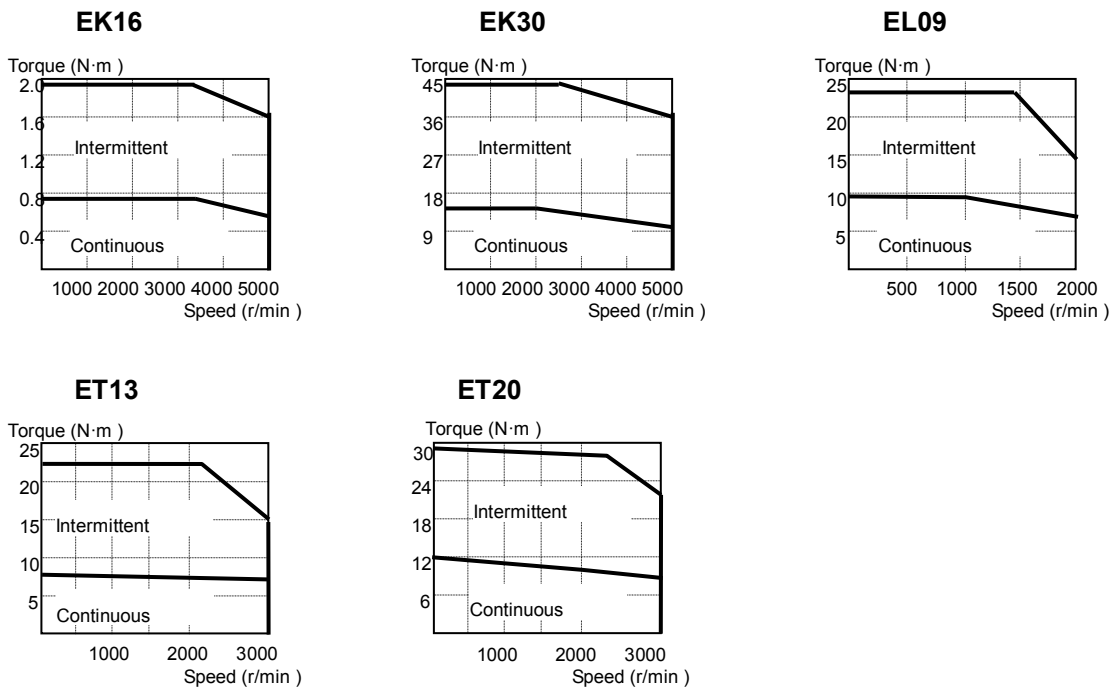 EK16
Torque (N·m )
2.0
1.6
1.2
0.8
0.4
Intermittent
Continuous
1000 2000 3000 4000 5000
Speed (r/min )
EK30
Torque (N·m )
45
36
27
18
9
Intermittent
Continuous
1000 2000 3000 4000 5000
Speed (r/min )
EL09
Torque (N·m )
25
20
15
10
5
Intermittent
Continuous
500 1000 1500 2000
Speed (r/min )
ET13
Torque (N·m )
25
20
15
10
5
Intermittent
Continuous
1000 2000 3000
Speed (r/min )
ET20
Torque (N·m )
30
24
18
12
6
Intermittent
Continuous
1000 2000 3000
Speed (r/min )